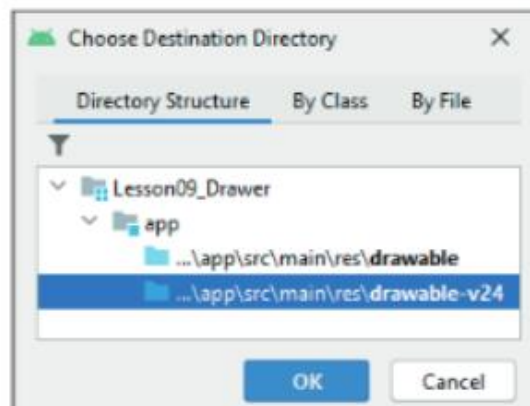 Choose Destination Directory
Directory Structure By Class By File
Lesson09_Drawer
app
...\app\src\main\res\drawable
...\app\src\main\res\drawable-v24
OK Cancel